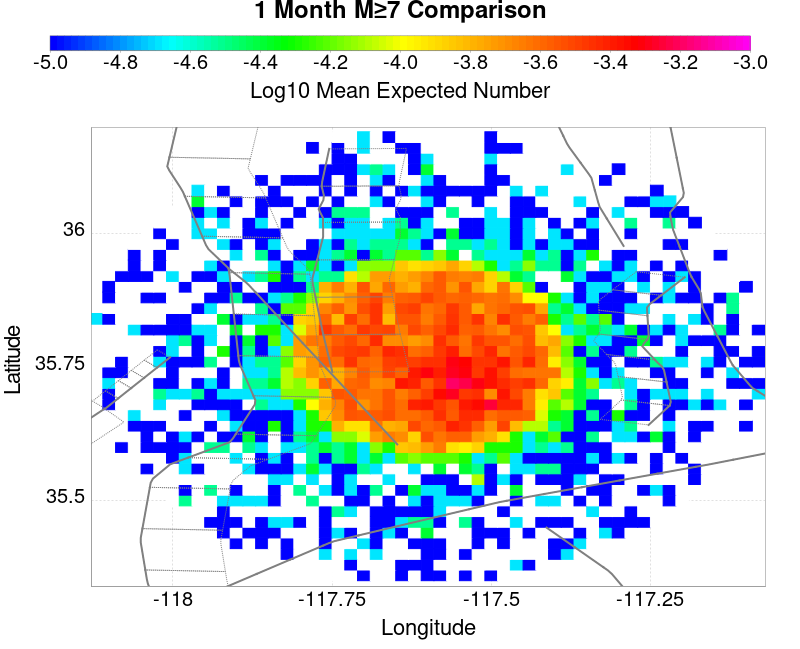 1 Month M≥7 Comparison
-5.0 -4.8 -4.6 -4.4 -4.2 -4.0 -3.8 -3.6 -3.4 -3.2 -3.0
Log10 Mean Expected Number
36
35.75
35.5
Latitude
-118 -117.75 -117.5 -117.25
Longitude